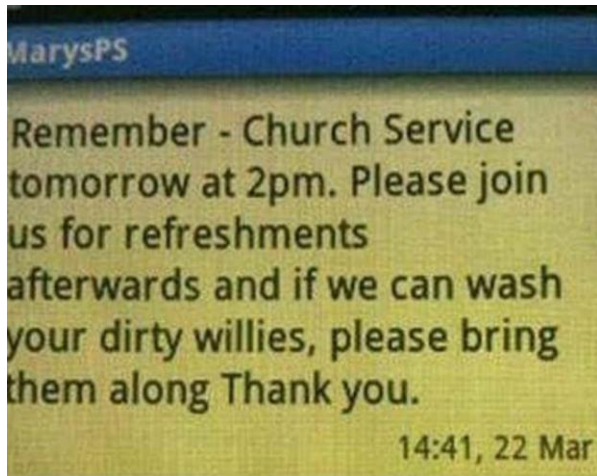 MarysPS
Remember - Church Service
tomorrow at 2pm. Please join
us for refreshments
afterwards and if we can wash
your dirty willies, please bring
them along Thank you.
14:41, 22 Mar